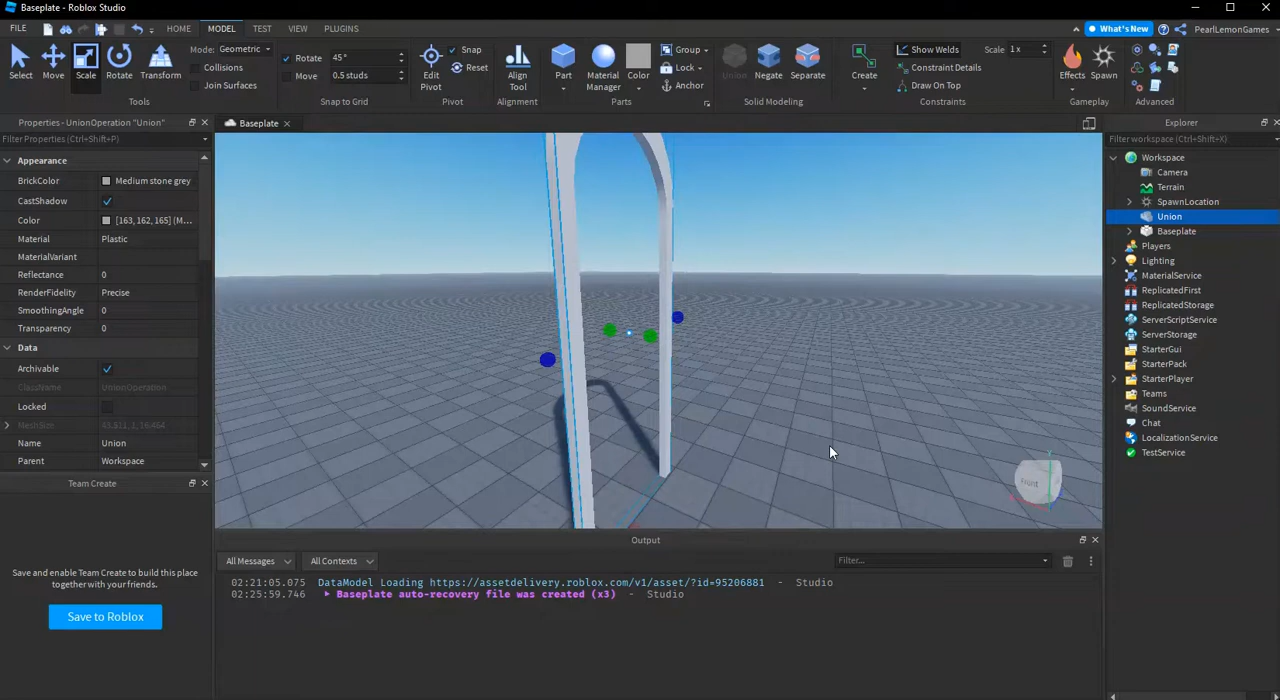 Baseplate - Roblox Studio
FILE HOME MODEL TEST VIEW PLUGINS What's New PearlLemonGames
Select Move Scale Rotate Transform
Mode: Geometric
Collisions
Join Surfaces
Tools
Rotate 45°
Move 0.5 studs
Snap to Grid
Edit Pivot
Snap
Reset
Pivot
Align Tool
Alignment
Part Material Manager Color
Group
Lock
Anchor
Parts
Union Negate Separate
Solid Modeling
Create
Show Welds
Constraint Details
Draw On Top
Scale 1 x
Constraints
Effects Spawn
Gameplay
Advanced
Properties - UnionOperation "Union"
Filter Properties (Ctrl+Shift+P)
Appearance
BrickColor Medium stone grey
CastShadow
Color [163, 162, 165] (M...
Material Plastic
MaterialVariant
Reflectance 0
RenderFidelity Precise
SmoothingAngle 0
Transparency 0
Data
Archivable
ClassName UnionOperation
Locked
MeshSize
Name Union
Parent Workspace
Team Create
Save and enable Team Create to build this place
together with your friends.
Save to Roblox
Baseplate
Front
Output
All Messages All Contexts Filter...
02:21:05.075 DataModel Loading https://assetdelivery.roblox.com/v1/asset/?id=95206881 - Studio
02:25:59.746 Baseplate auto-recovery file was created (x3) - Studio
Explorer
Filter workspace (Ctrl+Shift+X)
Workspace
Camera
Terrain
SpawnLocation
Union
Baseplate
Players
Lighting
MaterialService
ReplicatedFirst
ReplicatedStorage
ServerScriptService
ServerStorage
StarterGui
StarterPack
StarterPlayer
Teams
SoundService
Chat
LocalizationService
TestService